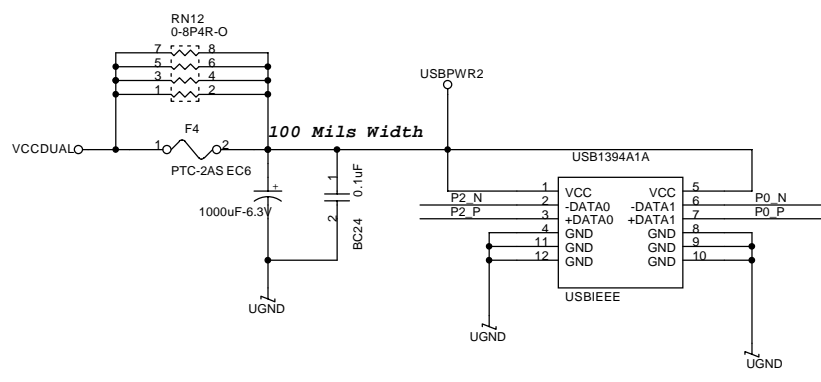 RN12
0-8P4R-O
7 8
5 6
3 4
1 2
USBPWR2
F4
100 Mils Width
VCCDUAL
1 2
PTC-2AS EC6
USB1394A1A
1 VCC VCC 5
P2_N 2 -DATA0 -DATA1 6 P0_N
P2_P 3 +DATA0 +DATA1 7 P0_P
4 GND GND 8
11 GND GND 9
12 GND GND 10
USBIEEE
+
1000uF-6.3V
1
2
0.1uF
BC24
UGND
UGND
UGND